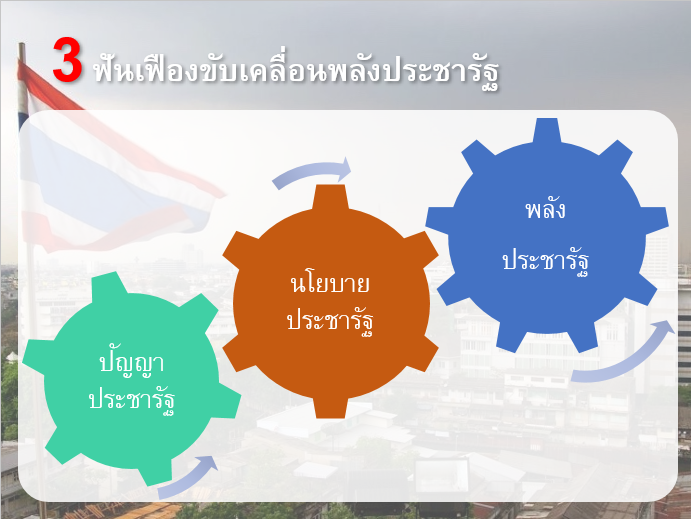 3 ฟันเฟืองขับเคลื่อนพลังประชารัฐ
พลัง
ประชารัฐ
นโยบาย
ประชารัฐ
ปัญญา
ประชารัฐ